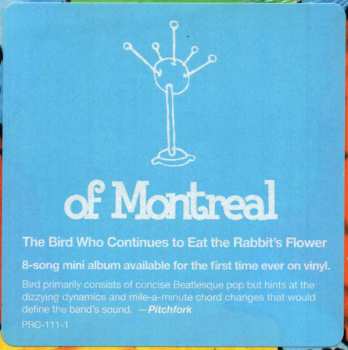 of Montreal
The Bird Who Continues to Eat the Rabbit's Flower
8-song mini album available for the first time ever on vinyl.
Bird primarily consists of concise Beatlesque pop but hints at the
dizzying dynamics and mile-a-minute chord changes that would
define the band's sound. —Pitchfork
PRC-111-1